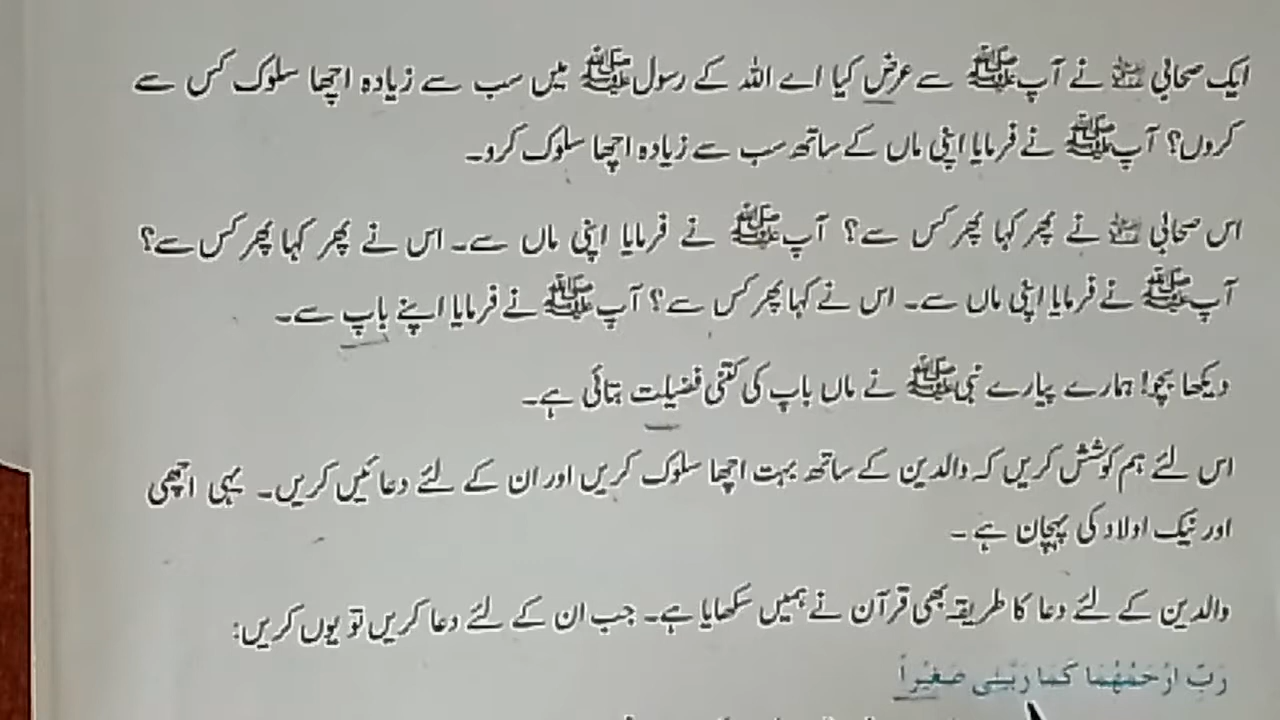 ایک صحابی رضی اللہ عنہ نے آپ ﷺ سے عرض کیا اے اللہ کے رسول ﷺ میں سب سے زیادہ اچھا سلوک کس سے
کروں؟ آپ ﷺ نے فرمایا اپنی ماں کے ساتھ سب سے زیادہ اچھا سلوک کرو۔
اس صحابی رضی اللہ عنہ نے پھر کہا پھر کس سے؟ آپ ﷺ نے فرمایا اپنی ماں سے۔ اس نے پھر کہا پھر کس سے؟
آپ ﷺ نے فرمایا اپنی ماں سے۔ اس نے کہا پھر کس سے؟ آپ ﷺ نے فرمایا اپنے باپ سے۔
دیکھا بچو! ہمارے پیارے نبی ﷺ نے ماں باپ کی کتنی فضیلت بتائی ہے۔
اس لئے ہم کوشش کریں کہ والدین کے ساتھ بہت اچھا سلوک کریں اور ان کے لئے دعائیں کریں۔ یہی اچھی
اور نیک اولاد کی پہچان ہے۔
والدین کے لئے دعا کا طریقہ بھی قرآن نے ہمیں سکھایا ہے۔ جب ان کے لئے دعا کریں تو یوں کریں:
رَبِّ ارْحَمْهُمَا كَمَا رَبَّيٰنِى صَغِيْراً